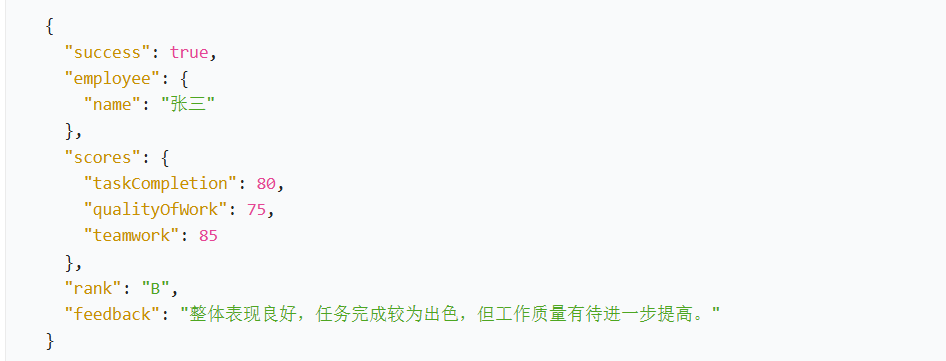 {
"success": true,
"employee": {
"name": "张三"
},
"scores": {
"taskCompletion": 80,
"qualityOfWork": 75,
"teamwork": 85
},
"rank": "B",
"feedback": "整体表现良好，任务完成较为出色，但工作质量有待进一步提高。"
}